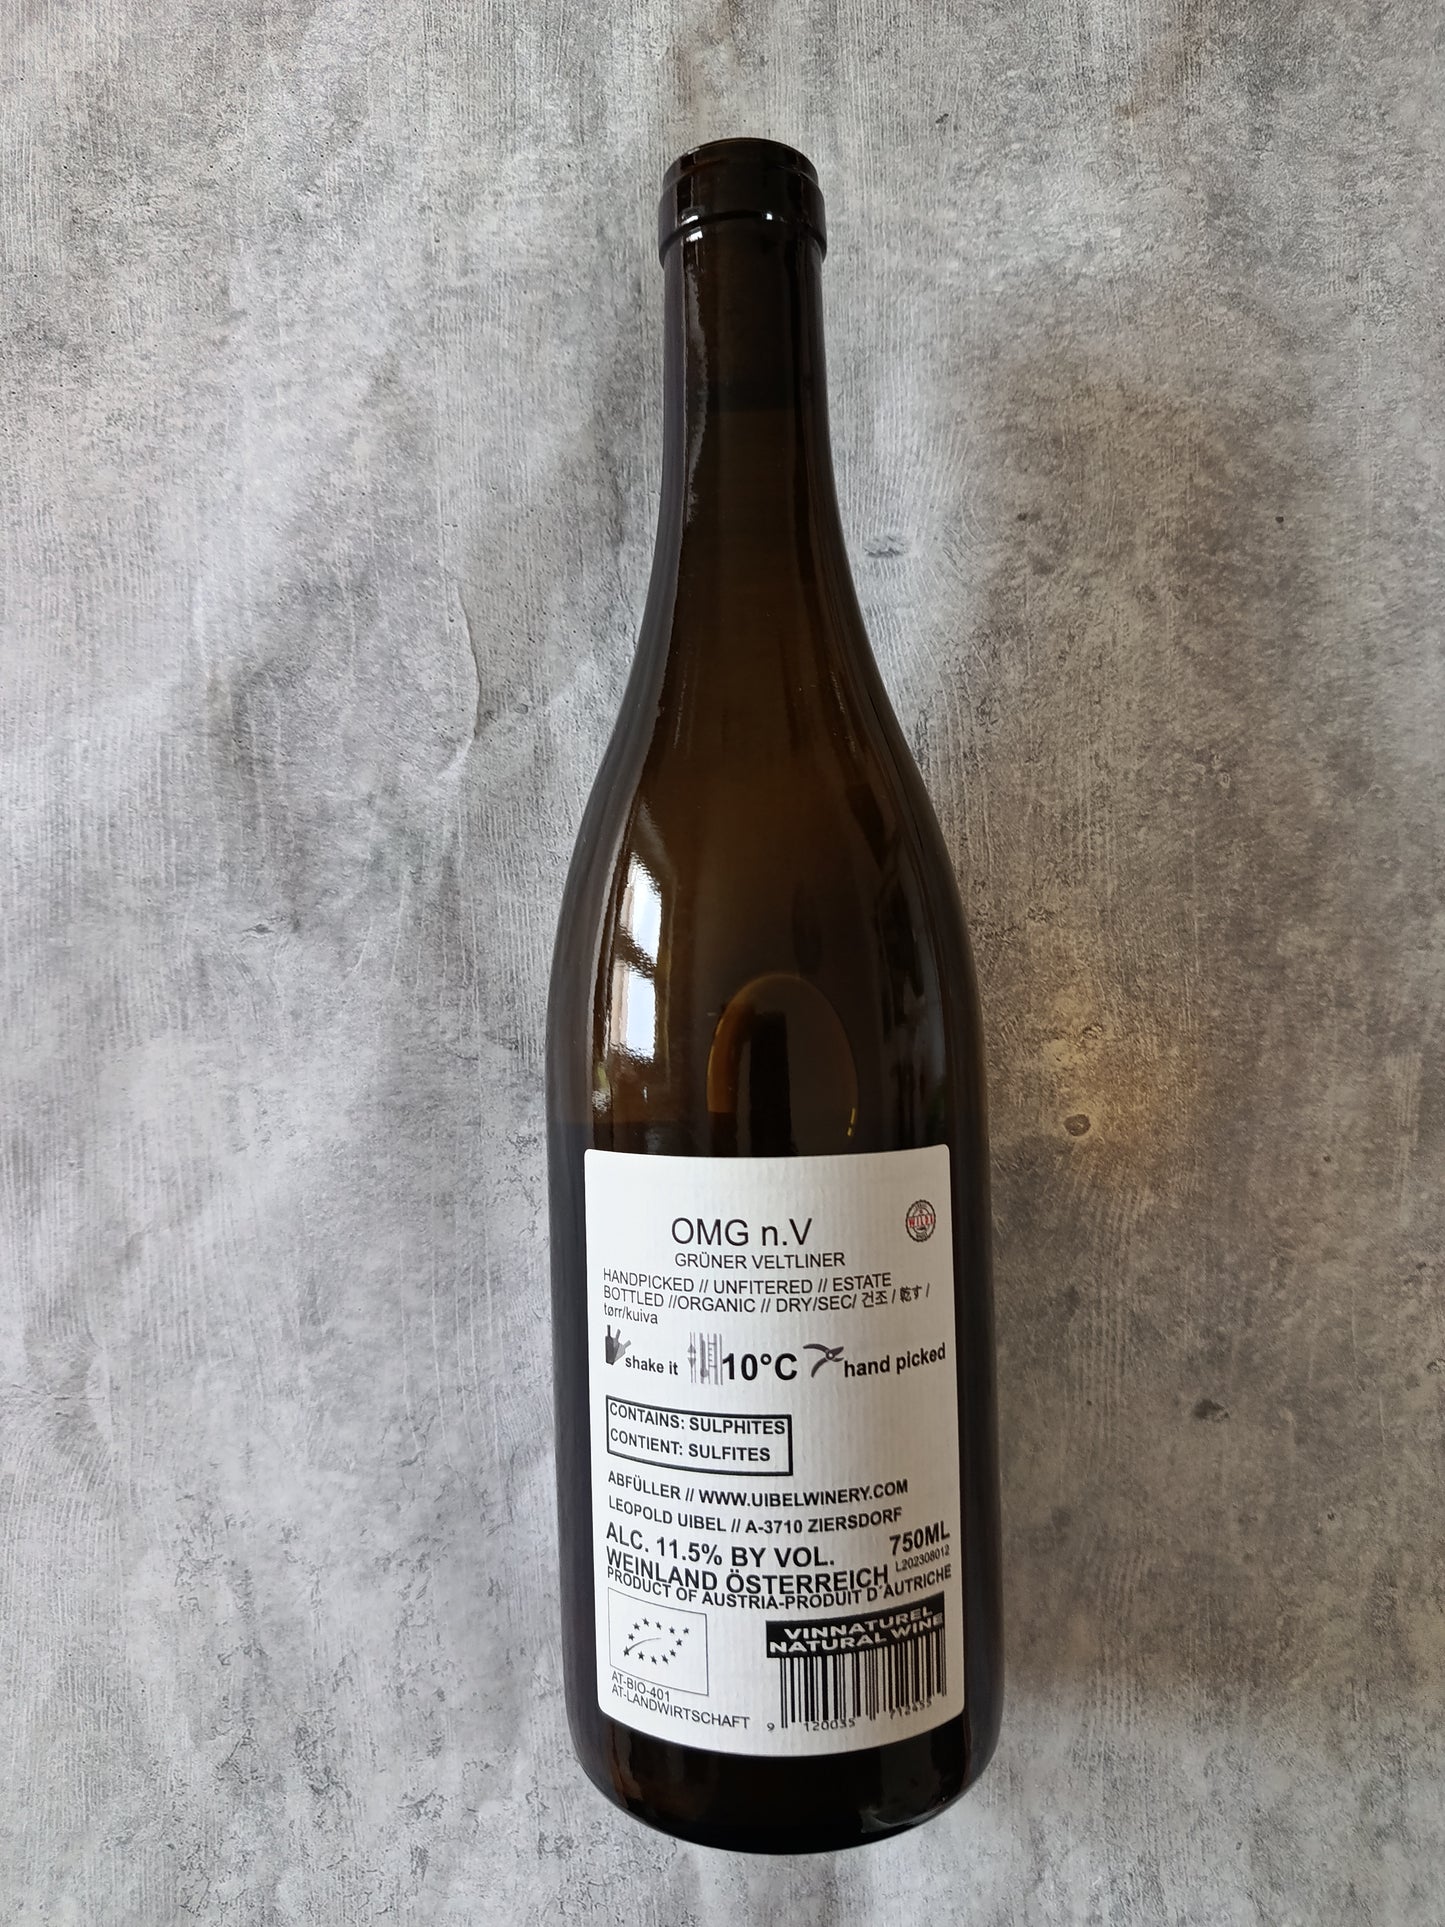 OMG n.V
GRÜNER VELTLINER
HANDPICKED // UNFITERED // ESTATE
BOTTLED //ORGANIC // DRY/SEC/ 건조 / 乾す /
tørr/kuiva
shake it 10°C hand picked
CONTAINS: SULPHITES
CONTIENT: SULFITES
ABFÜLLER // WWW.UIBELWINERY.COM
LEOPOLD UIBEL // A-3710 ZIERSDORF
ALC. 11.5% BY VOL. 750ML
WEINLAND ÖSTERREICH L202308012
PRODUCT OF AUSTRIA-PRODUIT D´AUTRICHE
VINNATUREL
NATURAL WINE
AT-BIO-401
AT-LANDWIRTSCHAFT
9 120035 712455